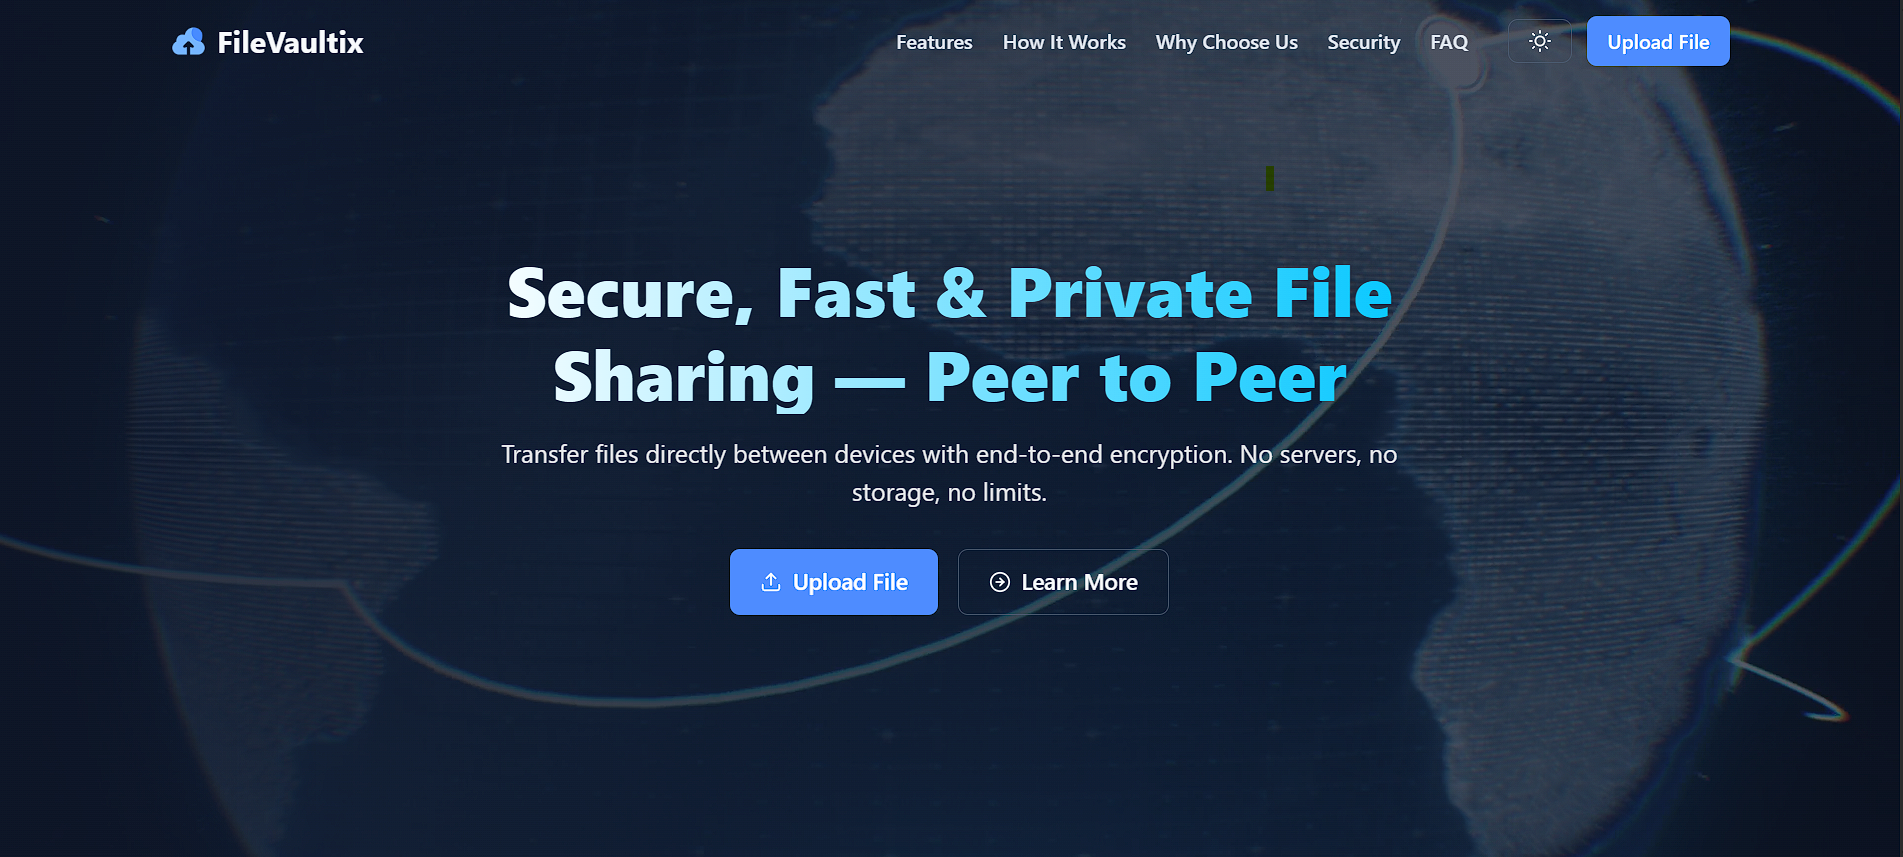 FileVaultix
Features
How It Works
Why Choose Us
Security
FAQ
Upload File
Secure, Fast & Private File
Sharing — Peer to Peer
Transfer files directly between devices with end-to-end encryption. No servers, no
storage, no limits.
Upload File
Learn More